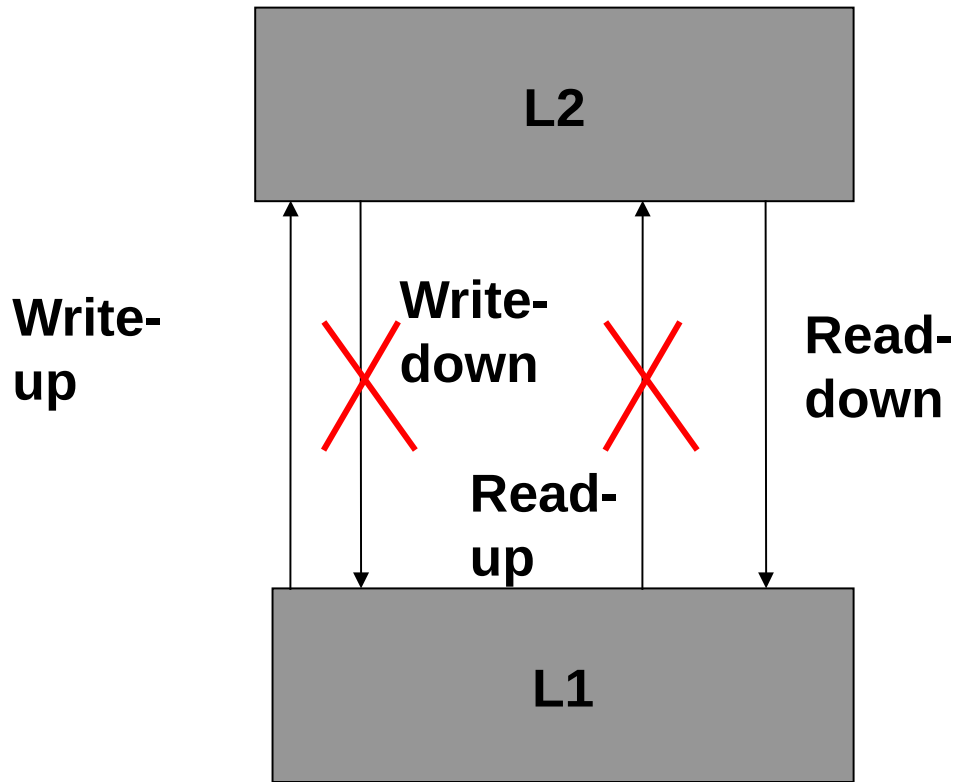 L2
Write-
up
Write-
down
Read-
up
Read-
down
L1